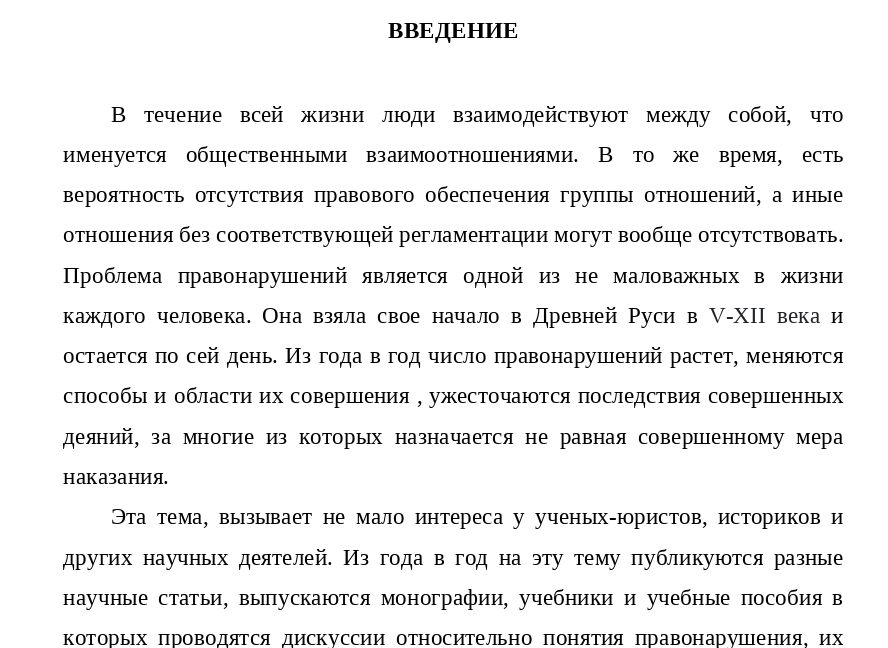 ВВЕДЕНИЕ
В течение всей жизни люди взаимодействуют между собой, что
именуется общественными взаимоотношениями. В то же время, есть
вероятность отсутствия правового обеспечения группы отношений, а иные
отношения без соответствующей регламентации могут вообще отсутствовать.
Проблема правонарушений является одной из не маловажных в жизни
каждого человека. Она взяла свое начало в Древней Руси в V-XII века и
остается по сей день. Из года в год число правонарушений растет, меняются
способы и области их совершения , ужесточаются последствия совершенных
деяний, за многие из которых назначается не равная совершенному мера
наказания.
Эта тема, вызывает не мало интереса у ученых-юристов, историков и
других научных деятелей. Из года в год на эту тему публикуются разные
научные статьи, выпускаются монографии, учебники и учебные пособия в
которых проводятся дискуссии относительно понятия правонарушения, их